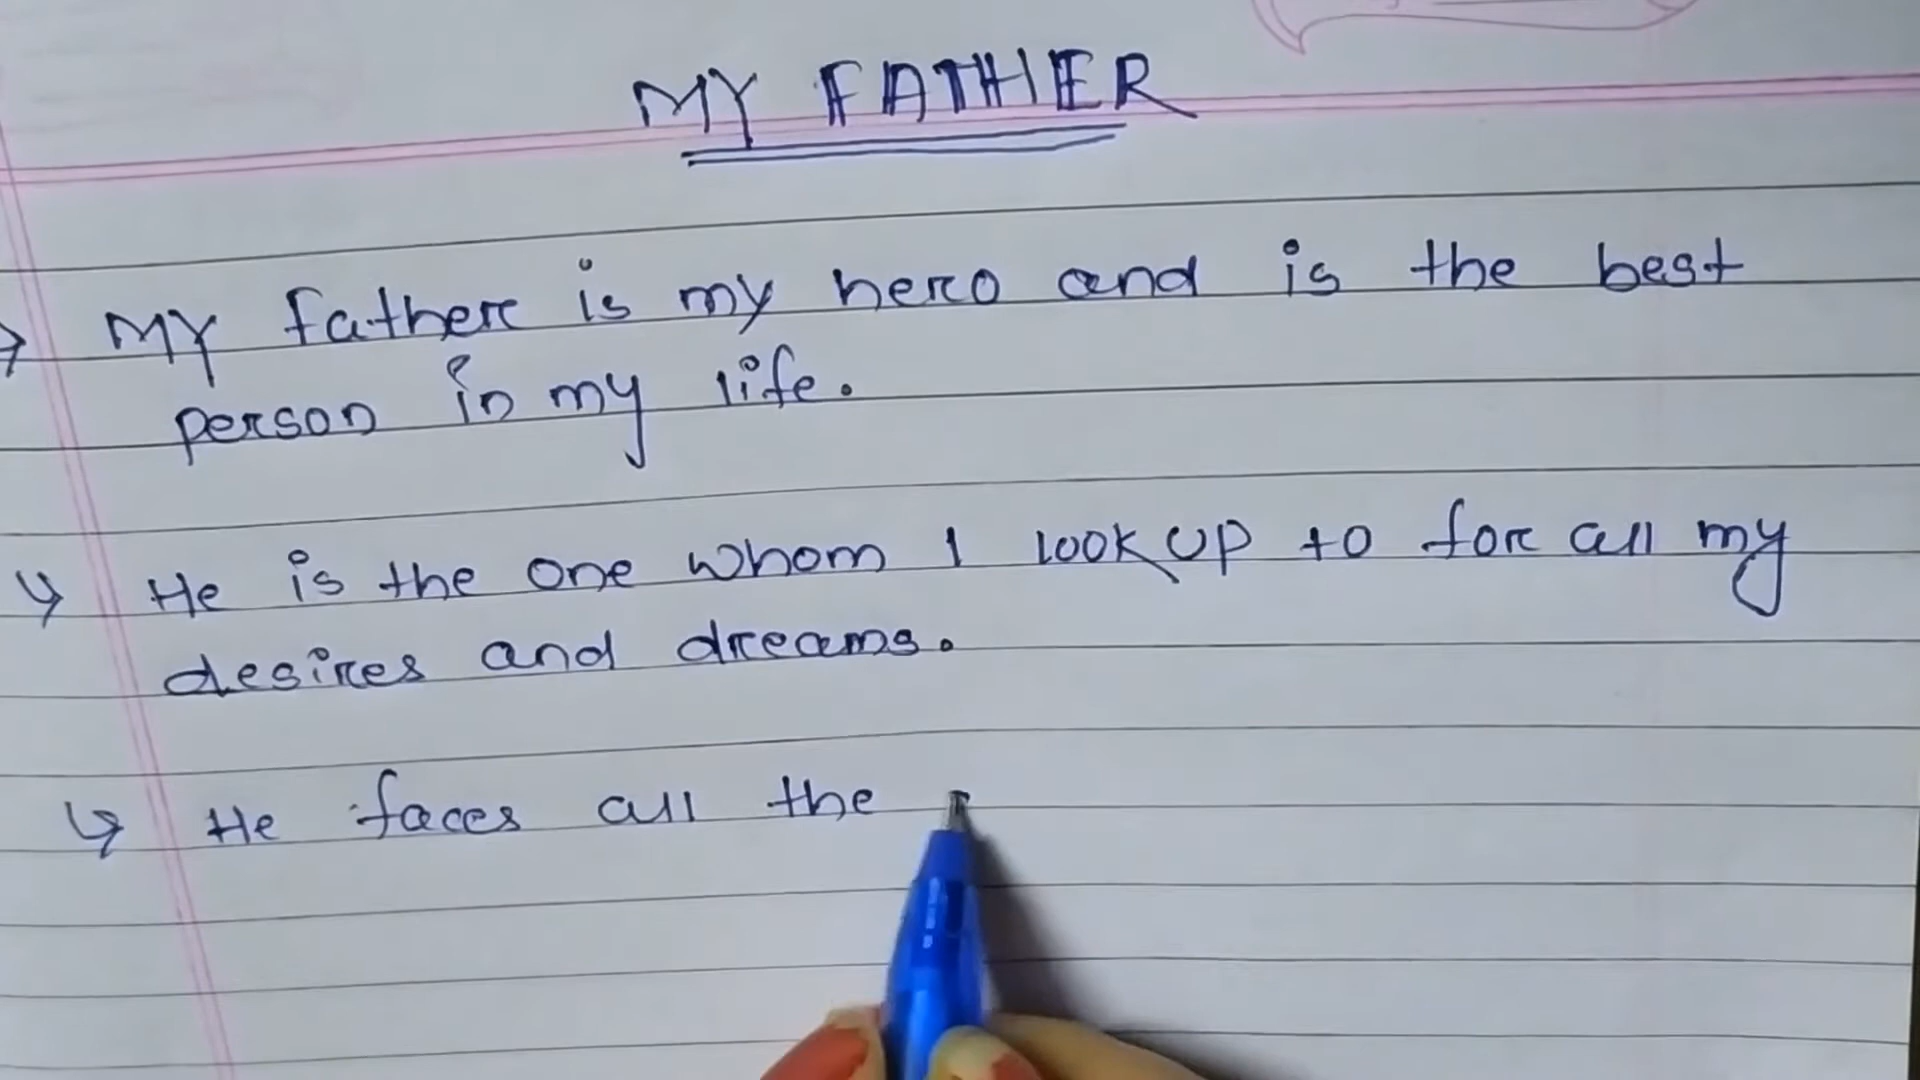 MY FATHER
→ MY father is my hero and is the best
person in my life.
↳ He is the one whom I look up to for all my
desires and dreams.
↳ He faces all the